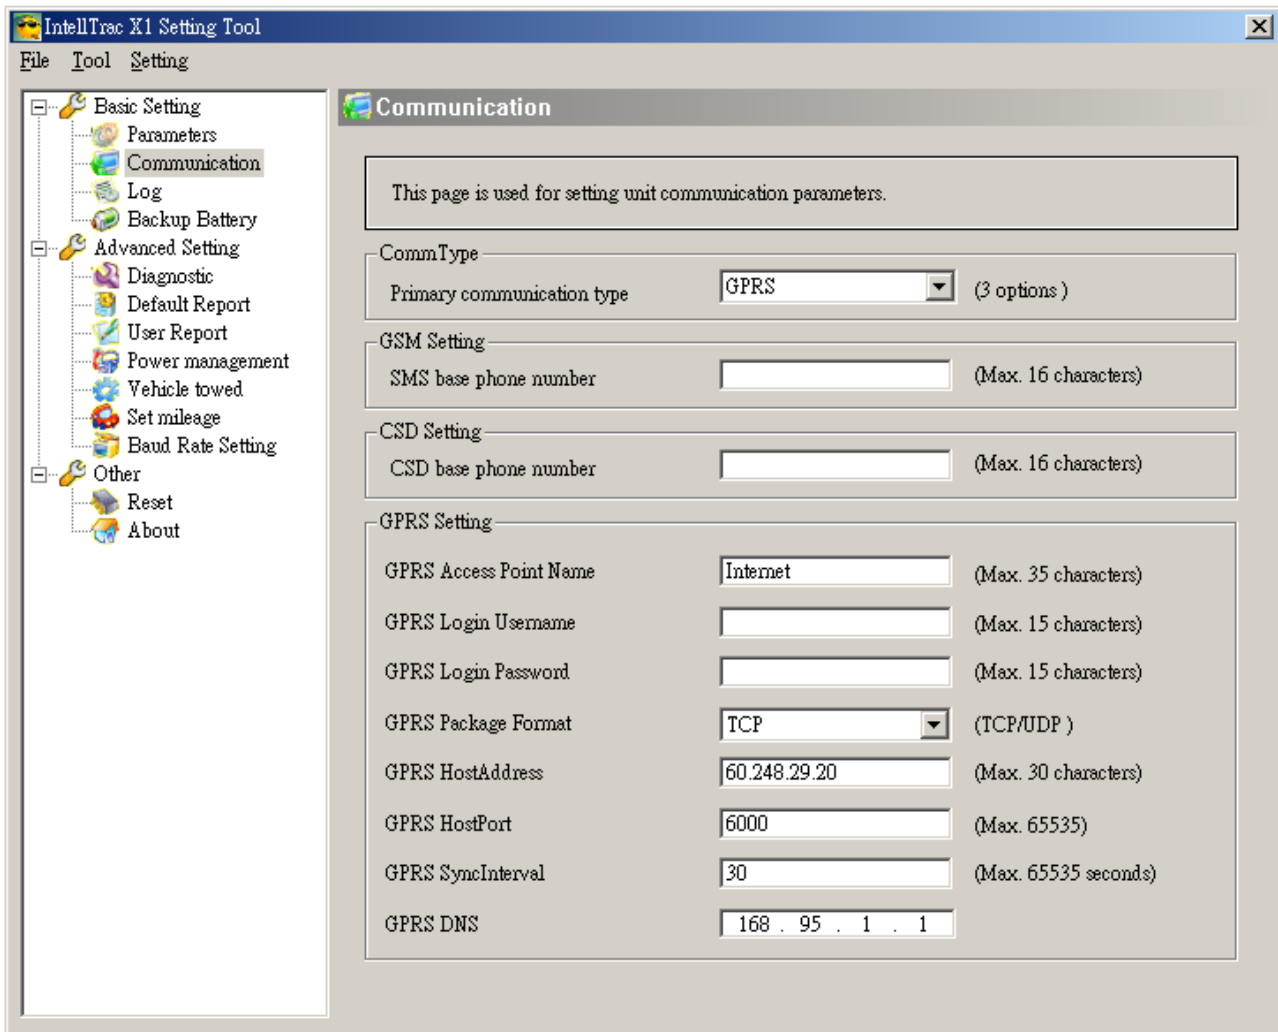 IntellTrac X1 Setting Tool
File Tool Setting
Basic Setting
Parameters
Communication
Log
Backup Battery
Advanced Setting
Diagnostic
Default Report
User Report
Power management
Vehicle towed
Set mileage
Baud Rate Setting
Other
Reset
About
Communication
This page is used for setting unit communication parameters.
CommType
Primary communication type GPRS (3 options )
GSM Setting
SMS base phone number (Max. 16 characters)
CSD Setting
CSD base phone number (Max. 16 characters)
GPRS Setting
GPRS Access Point Name Internet (Max. 35 characters)
GPRS Login Username (Max. 15 characters)
GPRS Login Password (Max. 15 characters)
GPRS Package Format TCP (TCP/UDP )
GPRS HostAddress 60.248.29.20 (Max. 30 characters)
GPRS HostPort 6000 (Max. 65535)
GPRS SyncInterval 30 (Max. 65535 seconds)
GPRS DNS 168 . 95 . 1 . 1